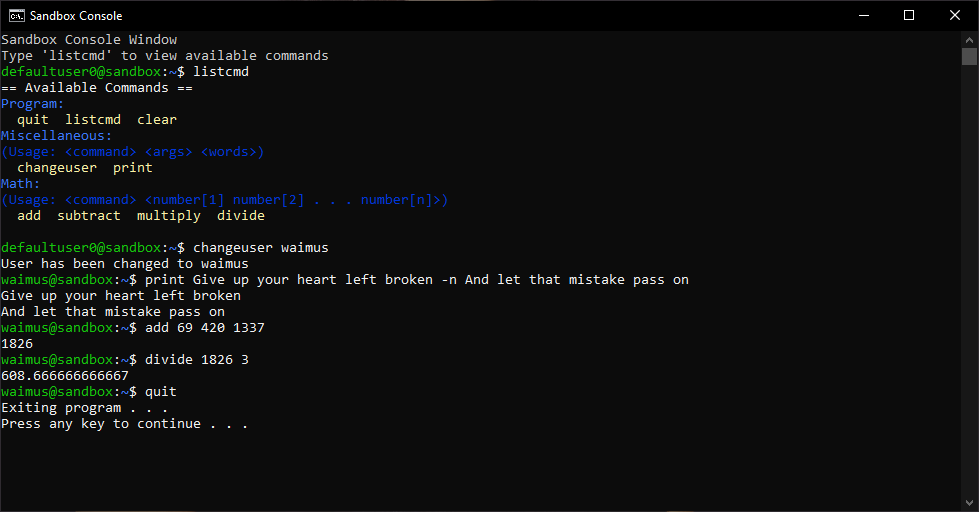 Sandbox Console
Sandbox Console Window
Type 'listcmd' to view available commands
defaultuser0@sandbox:~$ listcmd
== Available Commands ==
Program:
  quit  listcmd  clear
Miscellaneous:
(Usage: <command> <args> <words>)
  changeuser  print
Math:
(Usage: <command> <number[1] number[2] . . . number[n]>)
  add  subtract  multiply  divide
defaultuser0@sandbox:~$ changeuser waimus
User has been changed to waimus
waimus@sandbox:~$ print Give up your heart left broken -n And let that mistake pass on
Give up your heart left broken
And let that mistake pass on
waimus@sandbox:~$ add 69 420 1337
1826
waimus@sandbox:~$ divide 1826 3
608.666666666667
waimus@sandbox:~$ quit
Exiting program . . .
Press any key to continue . . .